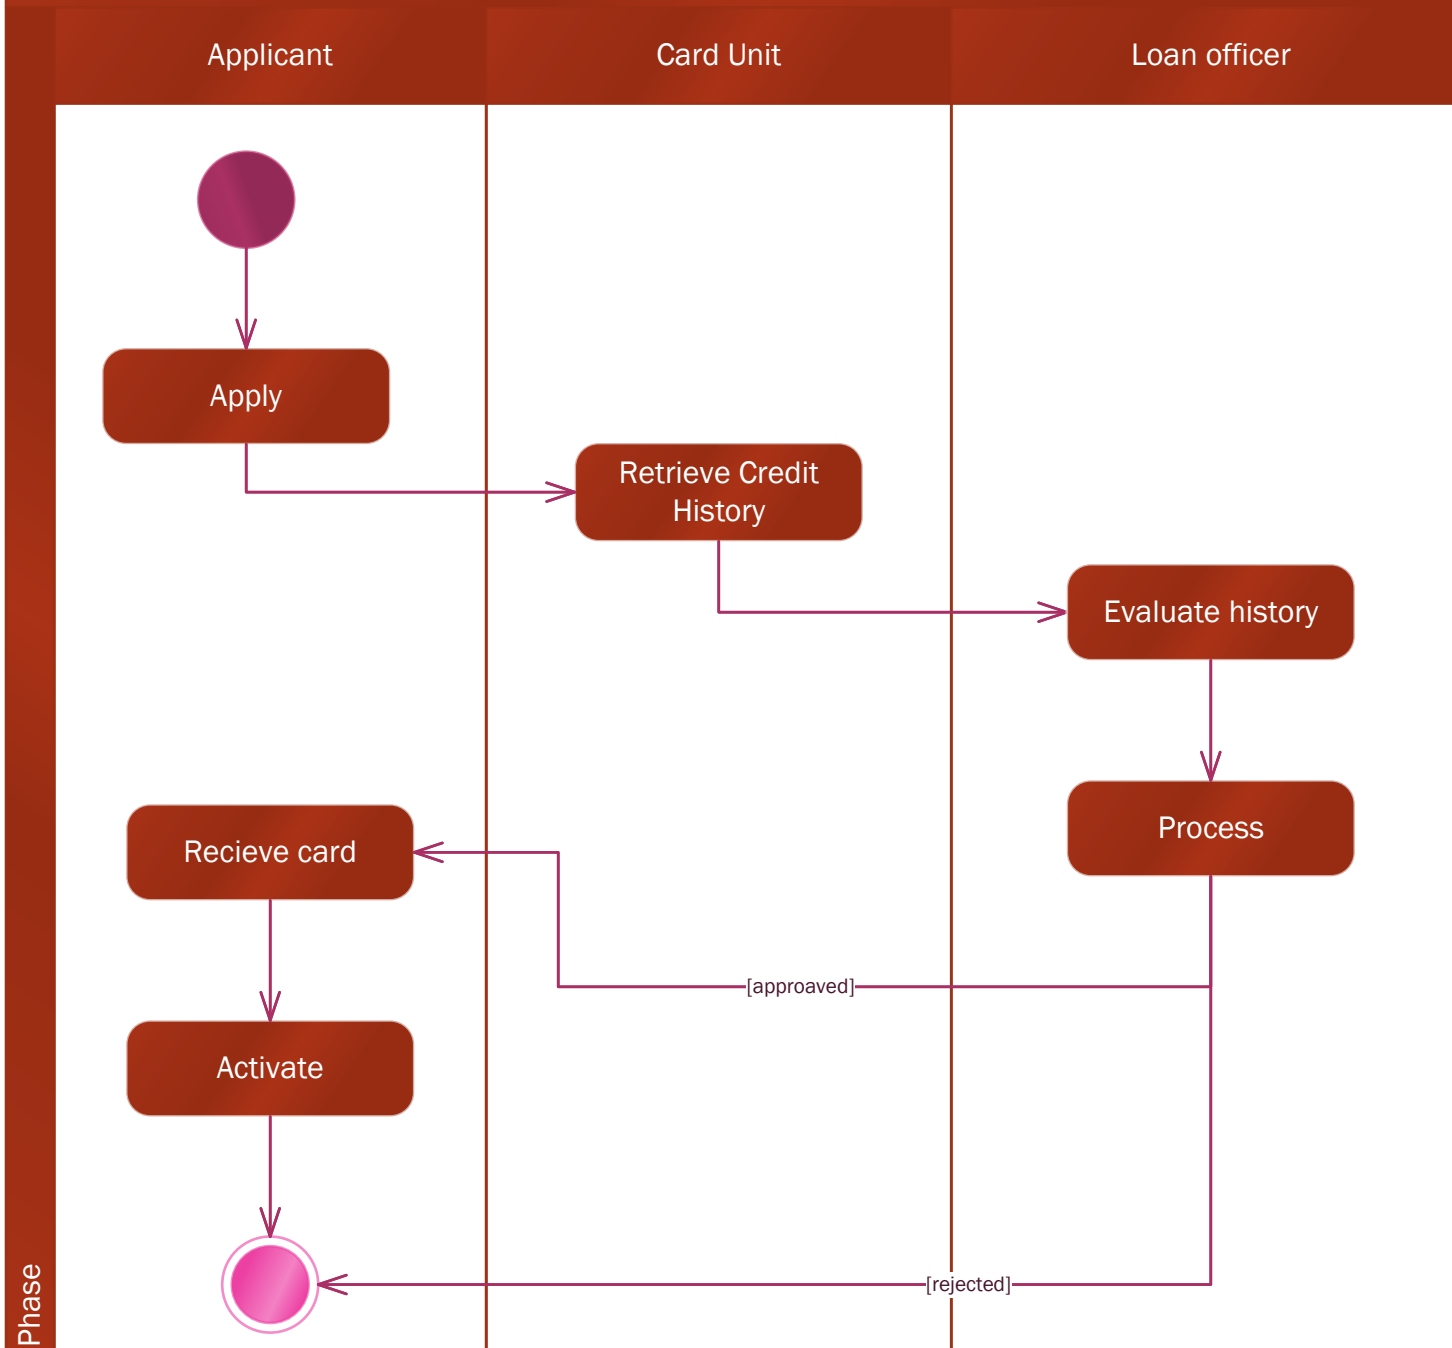 Applicant
Card Unit
Loan officer
Apply
Retrieve Credit
History
Evaluate history
Process
Recieve card
[approaved]
Activate
[rejected]
Phase